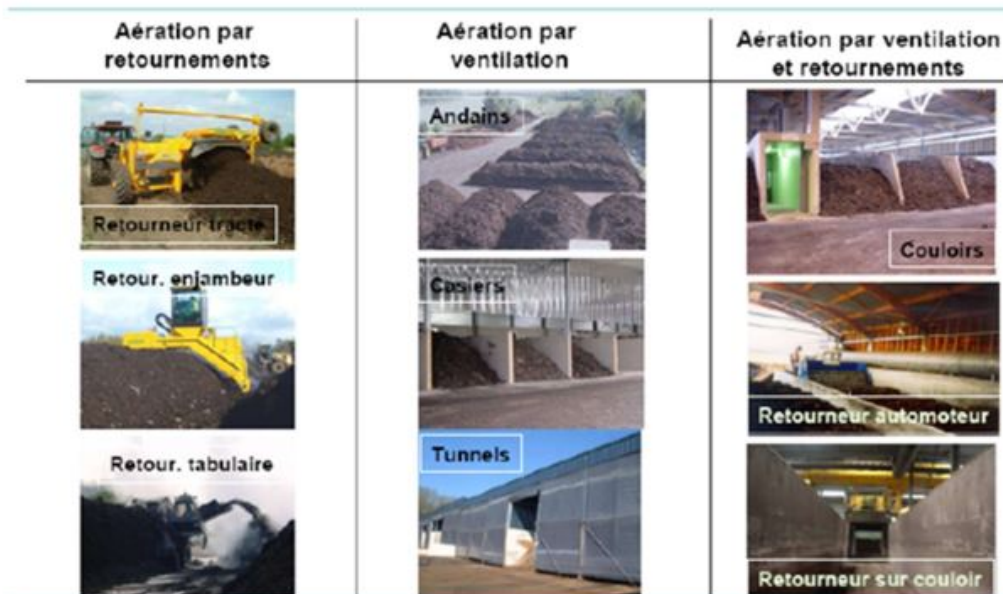 Aération par
retournements
Aération par
ventilation
Aération par ventilation
et retournements
Retourneur tracte
Retour. enjambeur
Retour. tabulaire
Andains
Casiers
Tunnels
Couloirs
Retourneur automoteur
Retourneur sur couloir